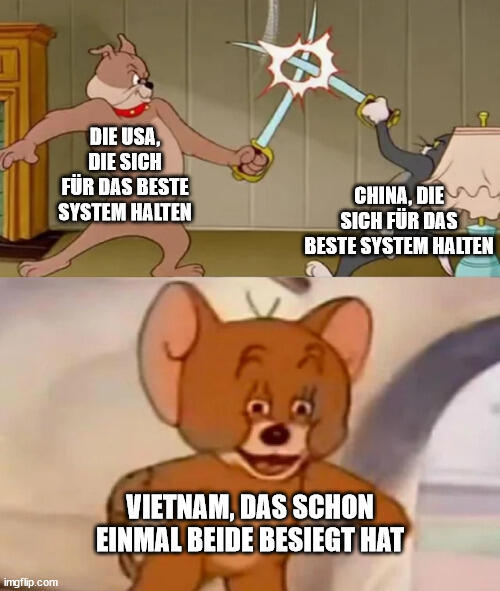 DIE USA,
DIE SICH
FÜR DAS BESTE
SYSTEM HALTEN
CHINA, DIE
SICH FÜR DAS
BESTE SYSTEM HALTEN
VIETNAM, DAS SCHON
EINMAL BEIDE BESIEGT HAT
imgflip.com